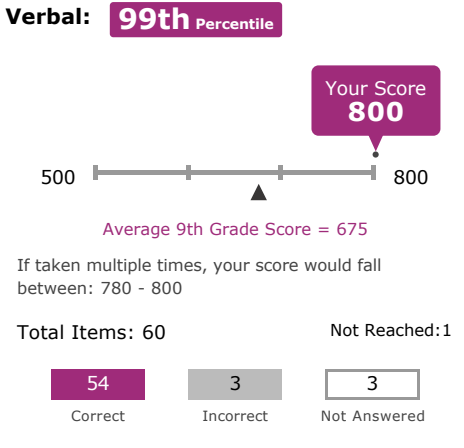 Verbal: 99th Percentile
Your Score
800
500
800
Average 9th Grade Score = 675
If taken multiple times, your score would fall
between: 780 - 800
Total Items: 60
Not Reached:1
54
3
3
Correct
Incorrect
Not Answered